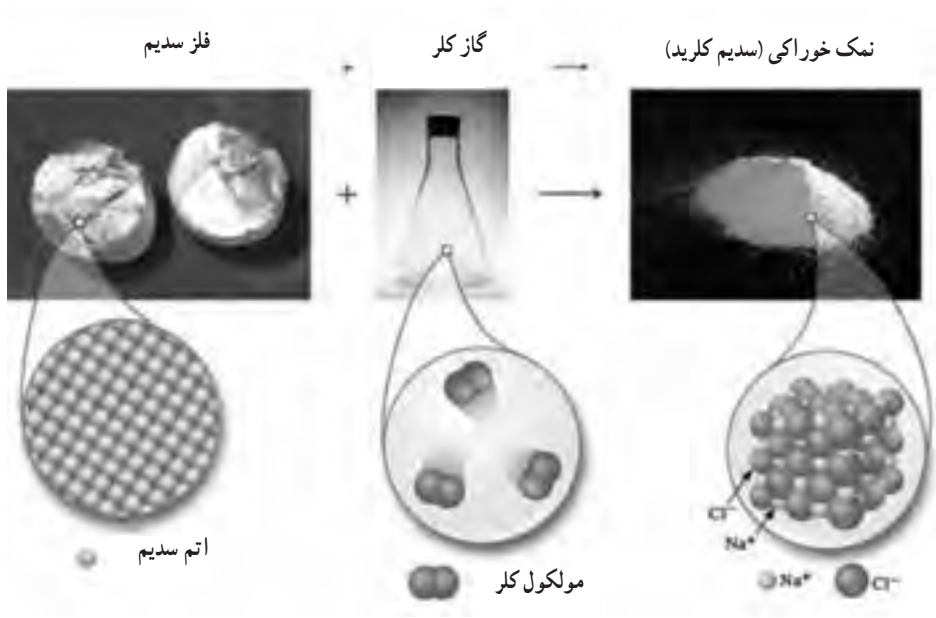 فلز سدیم
+
گاز کلر
→
نمک خوراکی (سدیم کلرید)
+
→
Cl⁻
Na⁺
اتم سدیم
مولکول کلر
Na⁺
Cl⁻